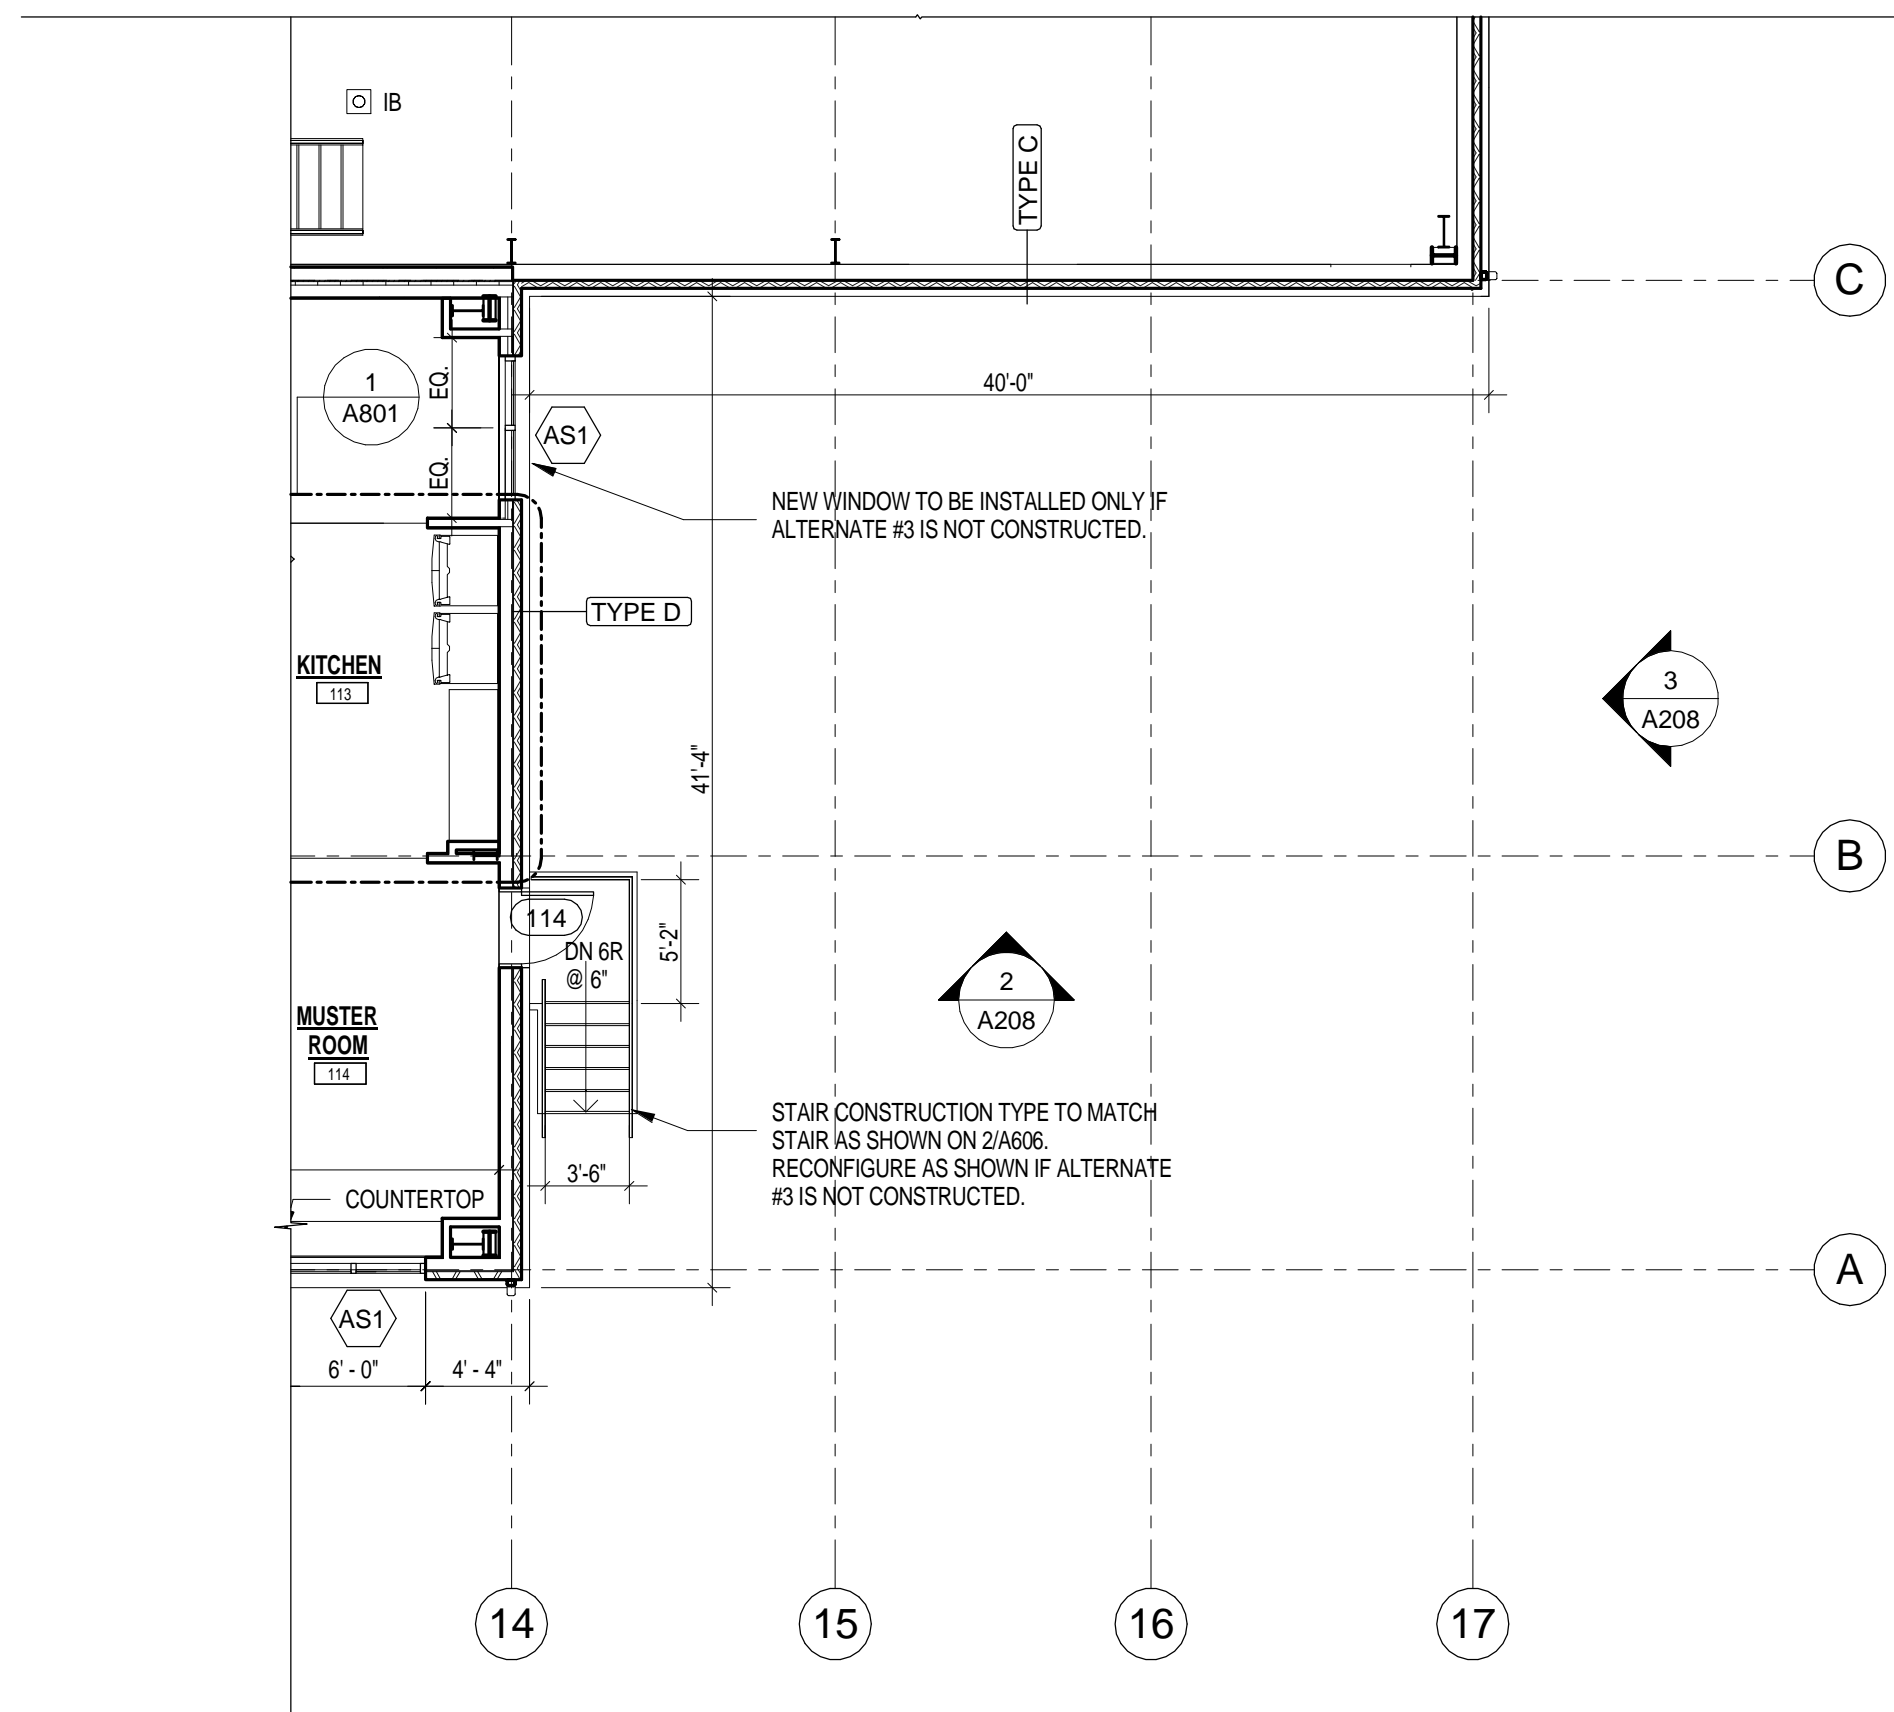 IB
TYPE C
C
1
A801
EQ.
EQ.
40'-0"
AS1
NEW WINDOW TO BE INSTALLED ONLY IF
ALTERNATE #3 IS NOT CONSTRUCTED.
TYPE D
KITCHEN
113
3
A208
41'-4"
B
114
DN 6R
@ 6"
5'-2"
2
A208
MUSTER
ROOM
114
STAIR CONSTRUCTION TYPE TO MATCH
STAIR AS SHOWN ON 2/A606.
RECONFIGURE AS SHOWN IF ALTERNATE
#3 IS NOT CONSTRUCTED.
3'-6"
COUNTERTOP
A
AS1
6' - 0"
4' - 4"
14
15
16
17